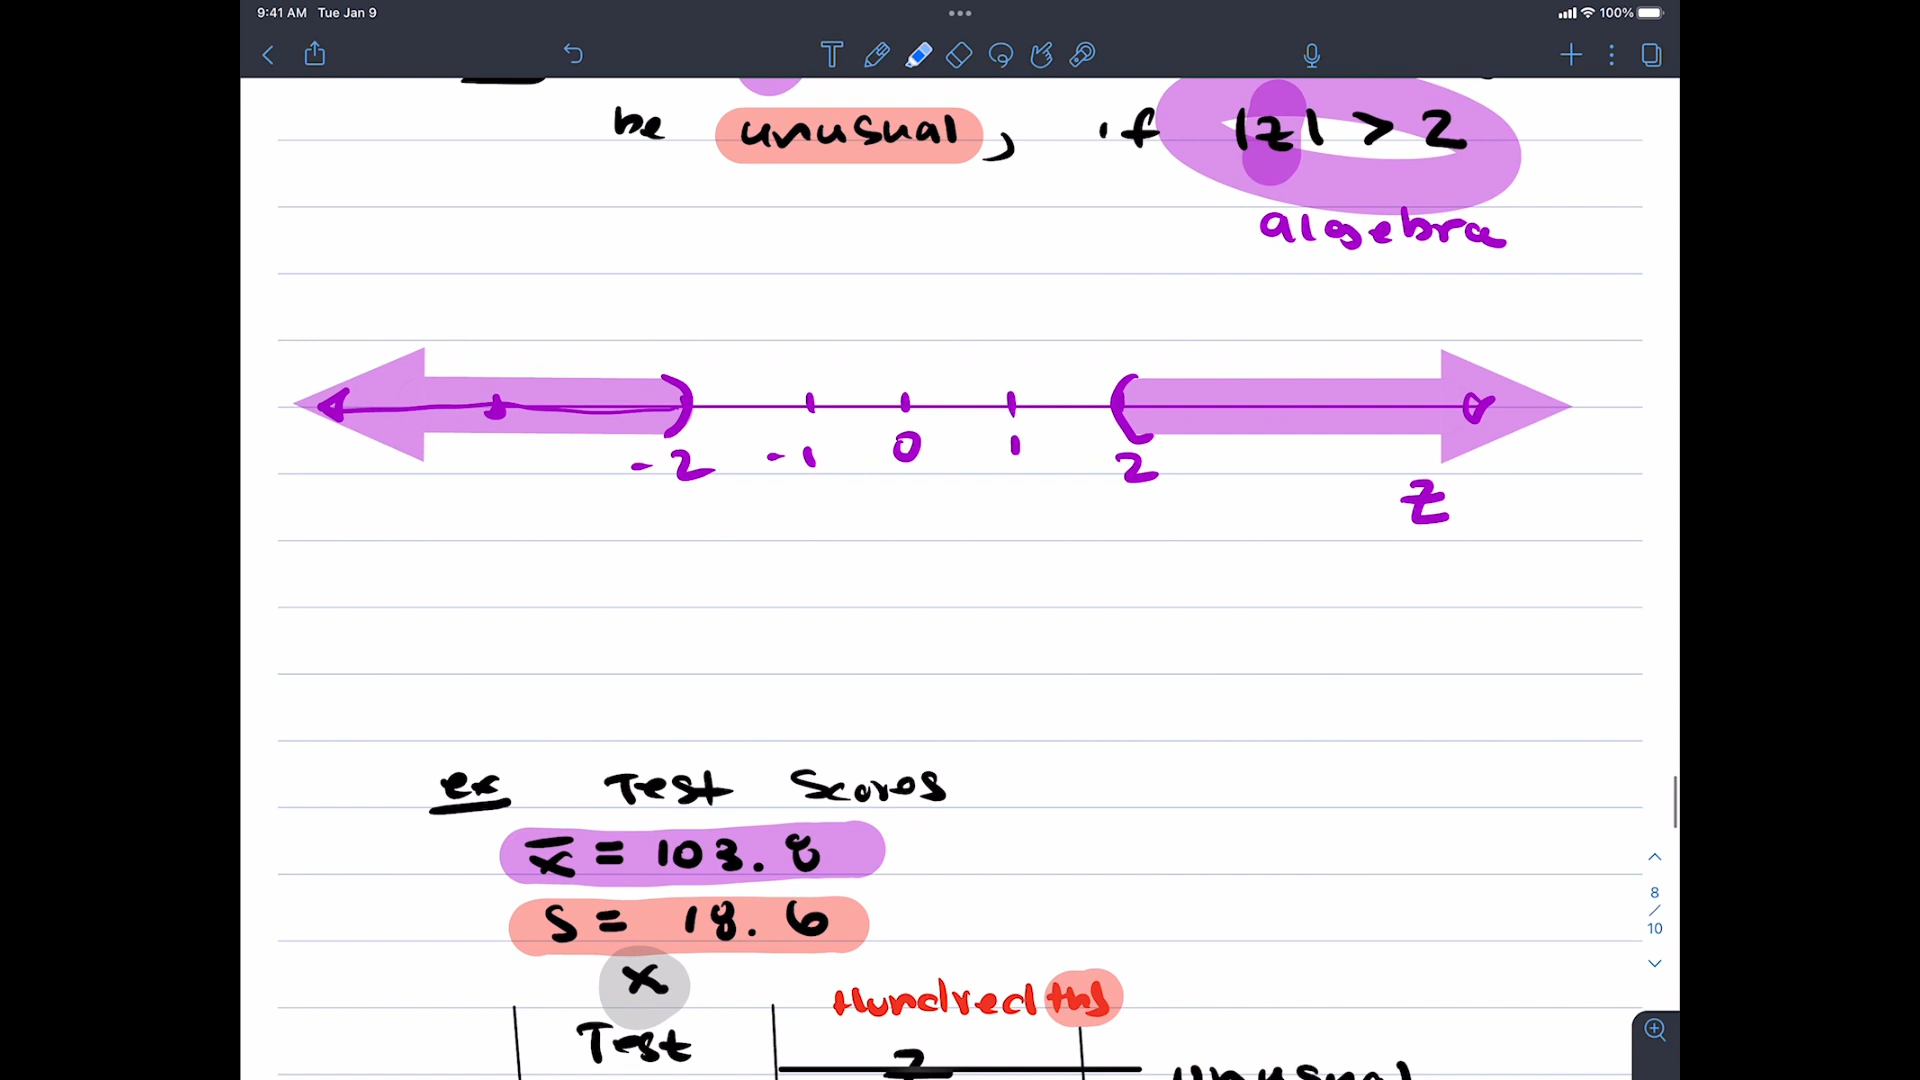 9:41 AM Tue Jan 9
100%
be unusual, if |z| > 2
algebra
-2 -1 0 1 2
z
ex Test Scores
x̄ = 103.8
s = 18.6
x
Hundredths
Test
z
unusual
8
/
10